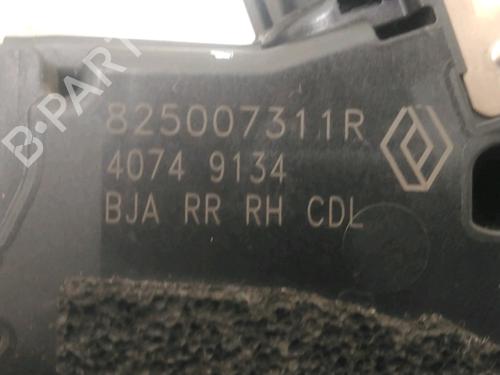 B-PARTS
825007311R
4074 9134
BJA RR RH CDL